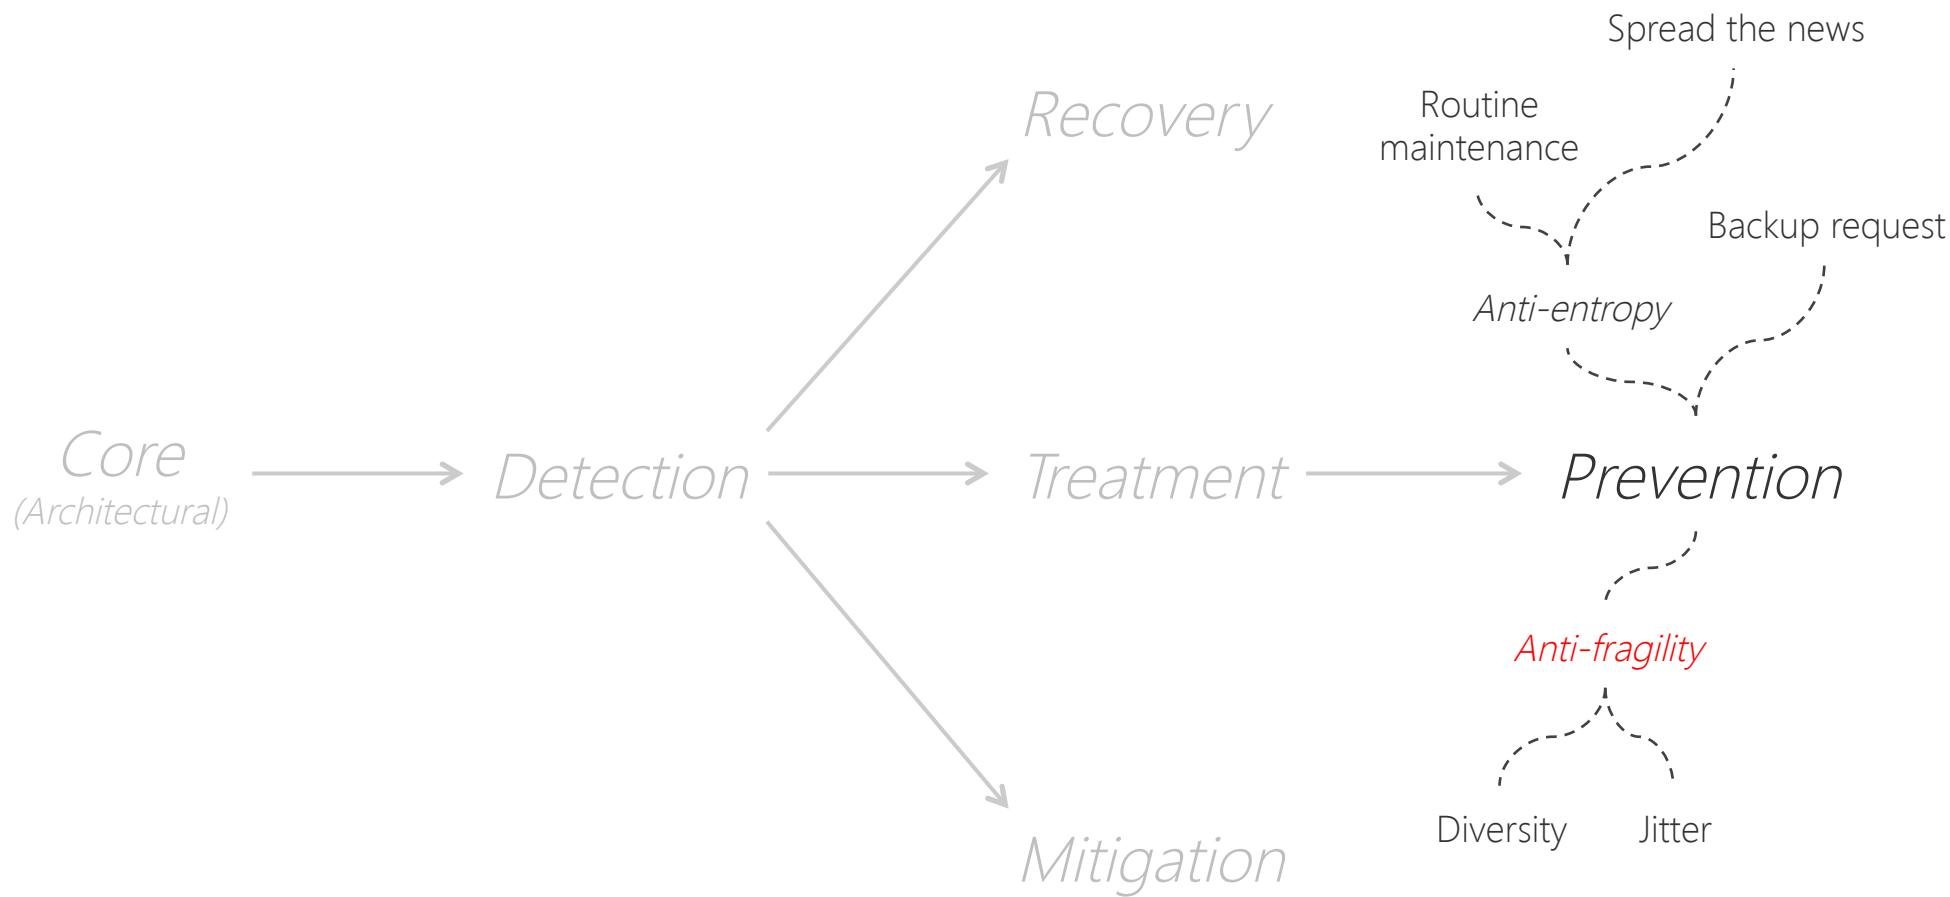 Spread the news
Routine
maintenance
Recovery
Backup request
Anti-entropy
Core
(Architectural)
Detection
Treatment
Prevention
Anti-fragility
Diversity
Jitter
Mitigation